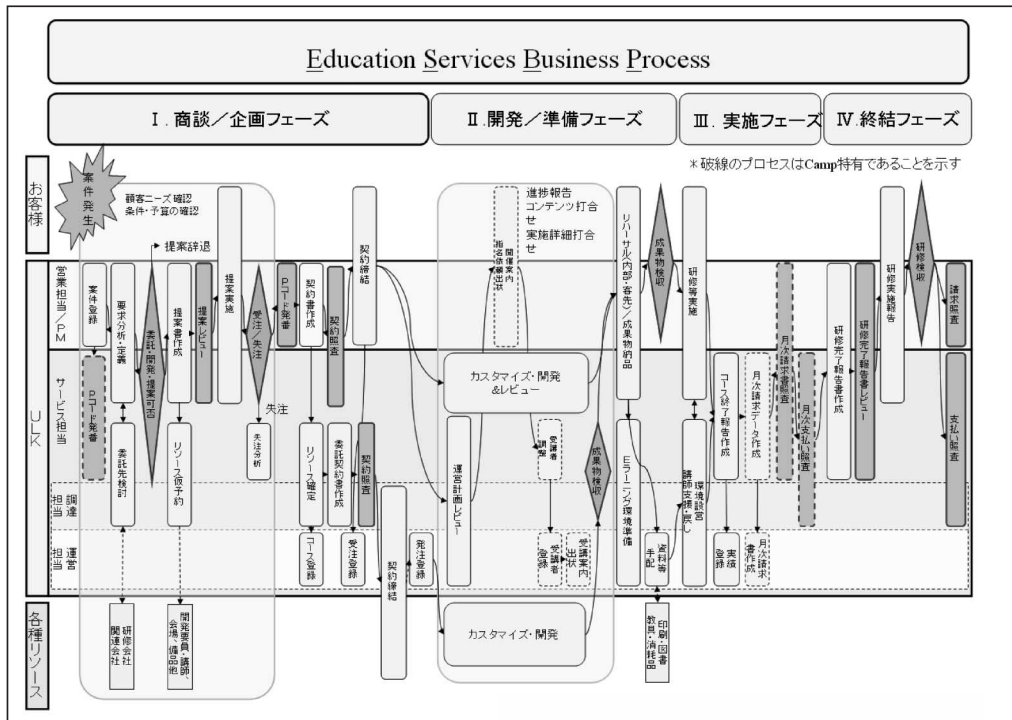 Education Services Business Process
Ⅰ. 商談／企画フェーズ
Ⅱ.開発／準備フェーズ
Ⅲ. 実施フェーズ
Ⅳ. 終結フェーズ
＊破線のプロセスはCamp特有であることを示す
お客様
案件発生
顧客ニーズ確認
条件・予算の確認
提案辞退
進捗報告
コンテンツ打合せ
実施詳細打合せ
ULK
営業担当／PM
サービス担当
調達担当
運営担当
各種リソース
案件登録
Pコード発番
要求分析・定義
委託先検討
研修会社
関連会社
委託・開発・提案可否
提案書作成
リソース仮予約
開発要員・講師、
会場、備品他
提案レビュー
提案実施
受注／失注
失注
失注分析
Pコード発番
契約書作成
リソース確定
コース登録
契約照査
委託契約書作成
契約締結
契約照査
受注登録
契約締結
発注登録
運営計画レビュー
カスタマイズ・開発
&レビュー
カスタマイズ・開発
開催案内
指名依頼出状
受講者調整
受講者登録
受講案内出状
成果物検収
リハーサル(内部・客先)／成果物納品
Eラーニング環境準備
成果物検収
資料等手配
印刷・図書
教具・消耗品
研修等実施
環境設営
講師支援・戻し
コース終了報告作成
実績登録
月次請求データ作成
月次請求書作成
月次請求書照査
月次支払い照査
研修完了報告書作成
研修完了報告書レビュー
研修実施報告
研修検収
請求照査
支払い照査